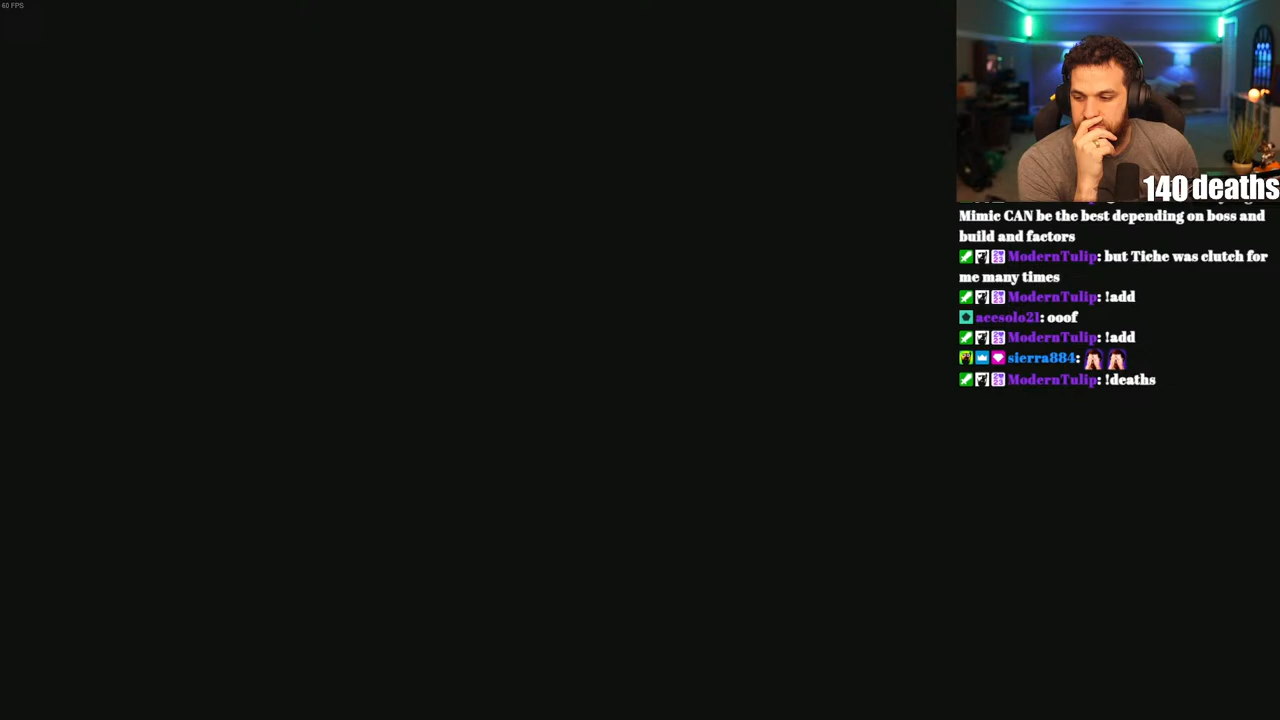 60 FPS
140 deaths
Mimic CAN be the best depending on boss and
build and factors
ModernTulip: but Tiche was clutch for
me many times
ModernTulip: !add
acesolo21: ooof
ModernTulip: !add
sierra884:
ModernTulip: !deaths